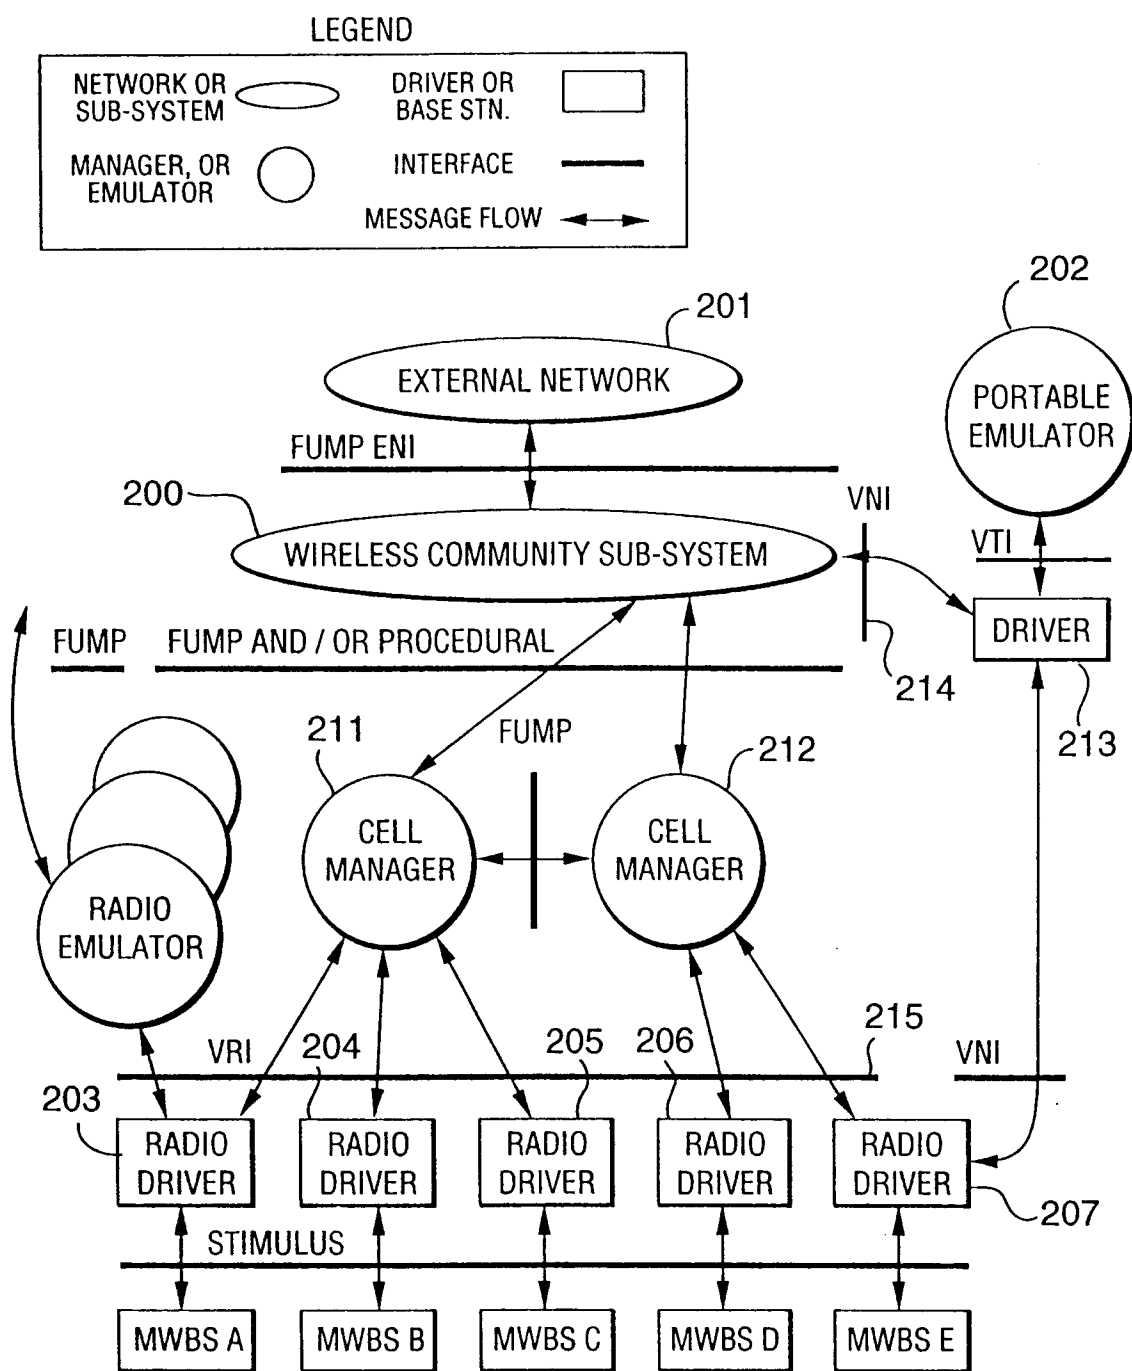 LEGEND
NETWORK OR
SUB-SYSTEM
DRIVER OR
BASE STN.
MANAGER, OR
EMULATOR
INTERFACE
MESSAGE FLOW
202
201
EXTERNAL NETWORK
PORTABLE
EMULATOR
FUMP ENI
200
VNI
WIRELESS COMMUNITY SUB-SYSTEM
VTI
DRIVER
FUMP
FUMP AND / OR PROCEDURAL
214
213
211
FUMP
212
CELL
MANAGER
CELL
MANAGER
RADIO
EMULATOR
VRI
204
205
206
215
VNI
203
RADIO
DRIVER
RADIO
DRIVER
RADIO
DRIVER
RADIO
DRIVER
RADIO
DRIVER
207
STIMULUS
MWBS A
MWBS B
MWBS C
MWBS D
MWBS E